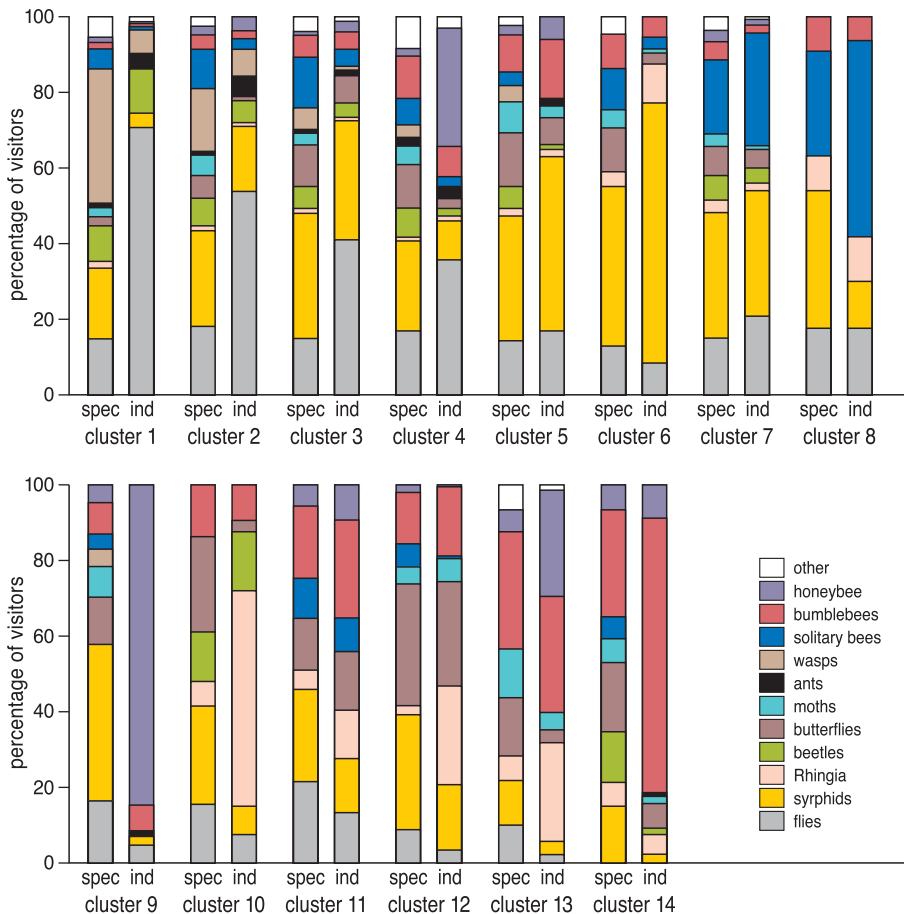 percentage of visitors
100
80
60
40
20
0
spec ind spec ind spec ind spec ind spec ind spec ind spec ind spec ind
cluster 1 cluster 2 cluster 3 cluster 4 cluster 5 cluster 6 cluster 7 cluster 8
percentage of visitors
100
80
60
40
20
0
other
honeybee
bumblebees
solitary bees
wasps
ants
moths
butterflies
beetles
Rhingia
syrphids
flies
spec ind spec ind spec ind spec ind spec ind spec ind
cluster 9 cluster 10 cluster 11 cluster 12 cluster 13 cluster 14